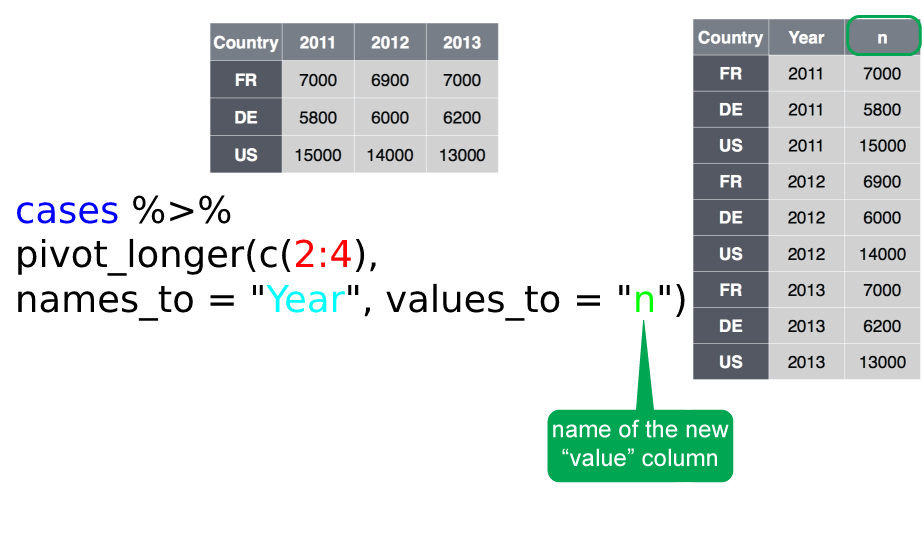 Country 2011 2012 2013
FR 7000 6900 7000
DE 5800 6000 6200
US 15000 14000 13000
cases %>%
pivot_longer(c(2:4),
names_to = "Year", values_to = "n")
name of the new
“value” column
Country Year n
FR 2011 7000
DE 2011 5800
US 2011 15000
FR 2012 6900
DE 2012 6000
US 2012 14000
FR 2013 7000
DE 2013 6200
US 2013 13000